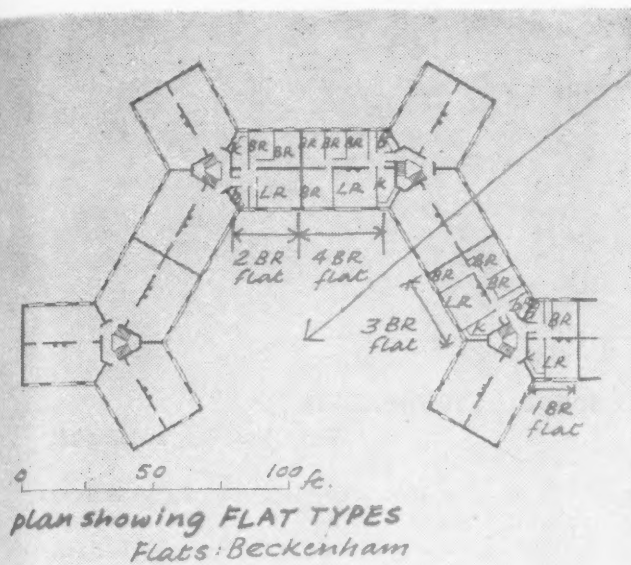 k BR BR BR BR BR b
b LR BR LR k
2 BR 4 BR
flat flat
BR BR
BR
LR
b
k
BR
LR
3 BR
flat
1 BR
flat
0 50 100 ft.
plan showing FLAT TYPES
Flats: Beckenham